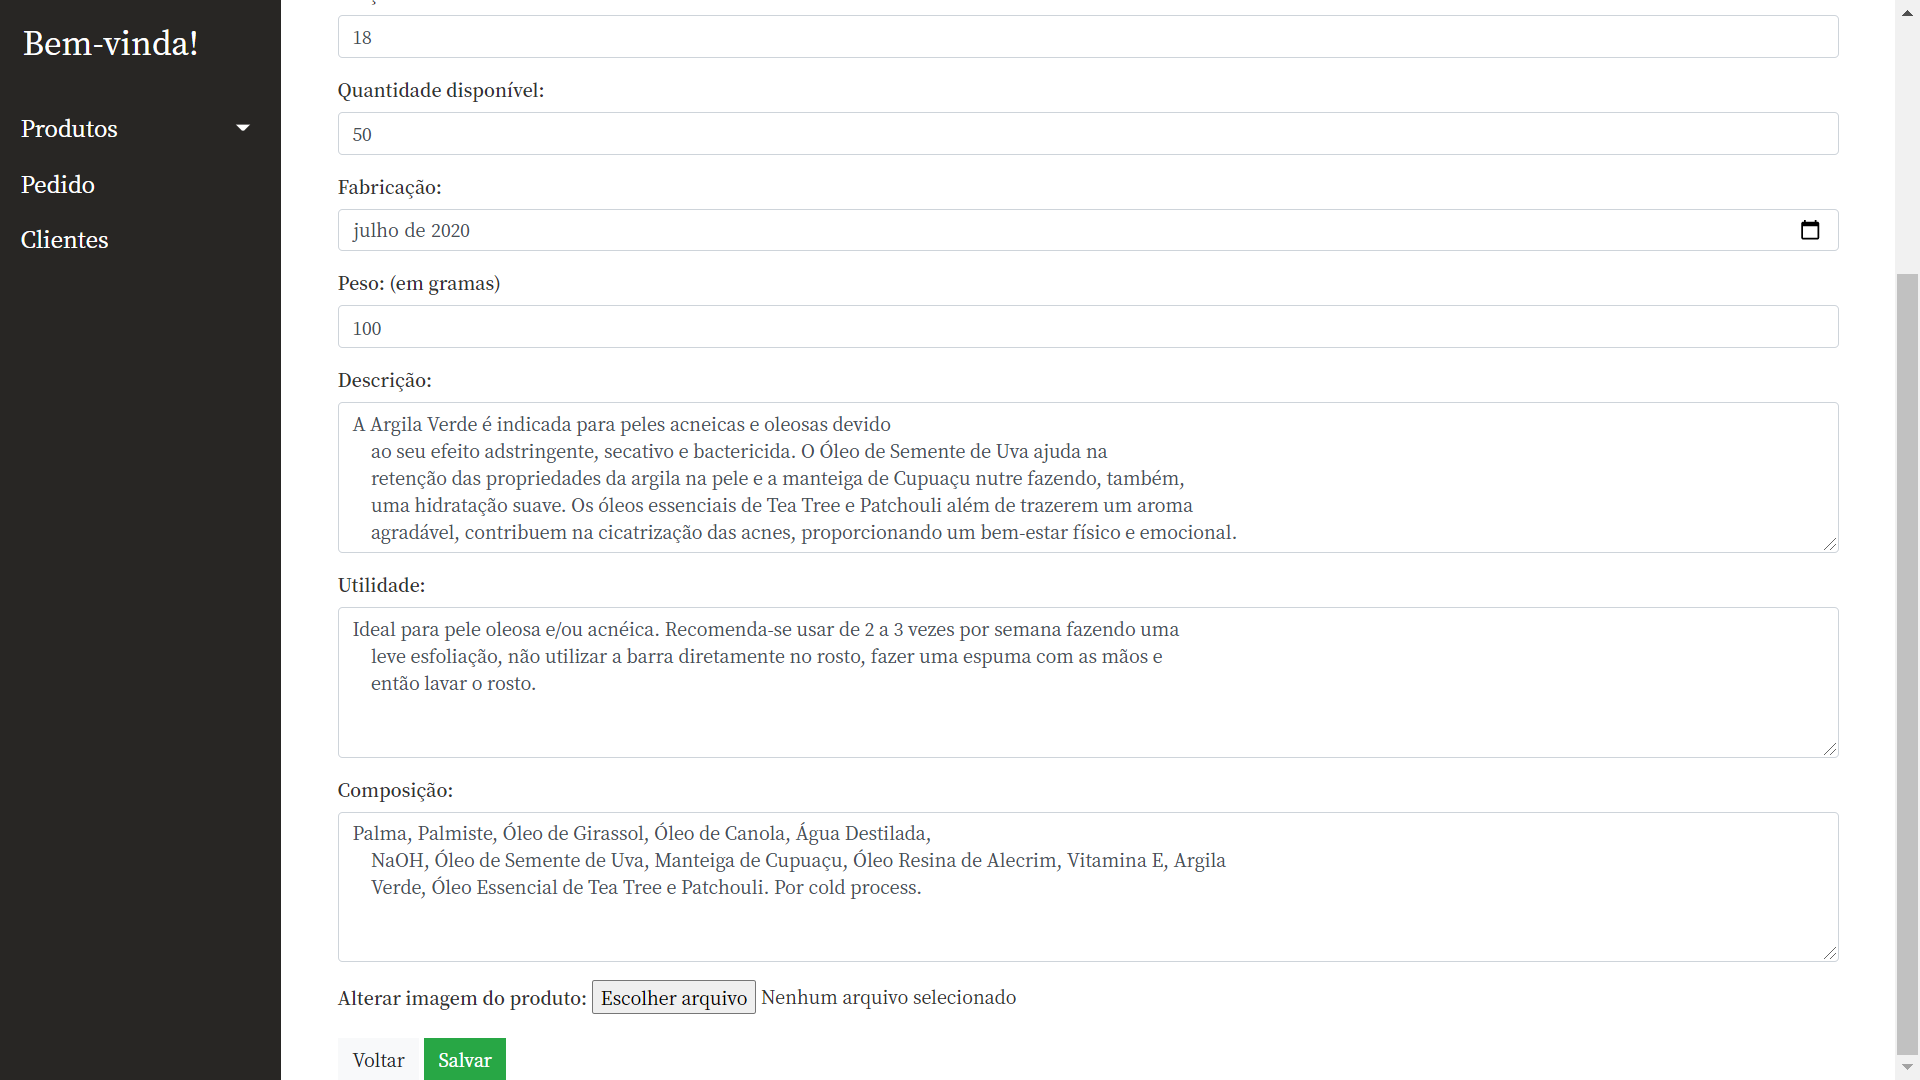 Bem-vinda!
Produtos
Pedido
Clientes
18
Quantidade disponível:
50
Fabricação:
julho de 2020
Peso: (em gramas)
100
Descrição:
A Argila Verde é indicada para peles acneicas e oleosas devido
ao seu efeito adstringente, secativo e bactericida. O Óleo de Semente de Uva ajuda na
retenção das propriedades da argila na pele e a manteiga de Cupuaçu nutre fazendo, também,
uma hidratação suave. Os óleos essenciais de Tea Tree e Patchouli além de trazerem um aroma
agradável, contribuem na cicatrização das acnes, proporcionando um bem-estar físico e emocional.
Utilidade:
Ideal para pele oleosa e/ou acnéica. Recomenda-se usar de 2 a 3 vezes por semana fazendo uma
leve esfoliação, não utilizar a barra diretamente no rosto, fazer uma espuma com as mãos e
então lavar o rosto.
Composição:
Palma, Palmiste, Óleo de Girassol, Óleo de Canola, Água Destilada,
NaOH, Óleo de Semente de Uva, Manteiga de Cupuaçu, Óleo Resina de Alecrim, Vitamina E, Argila
Verde, Óleo Essencial de Tea Tree e Patchouli. Por cold process.
Alterar imagem do produto: Escolher arquivo Nenhum arquivo selecionado
Voltar Salvar